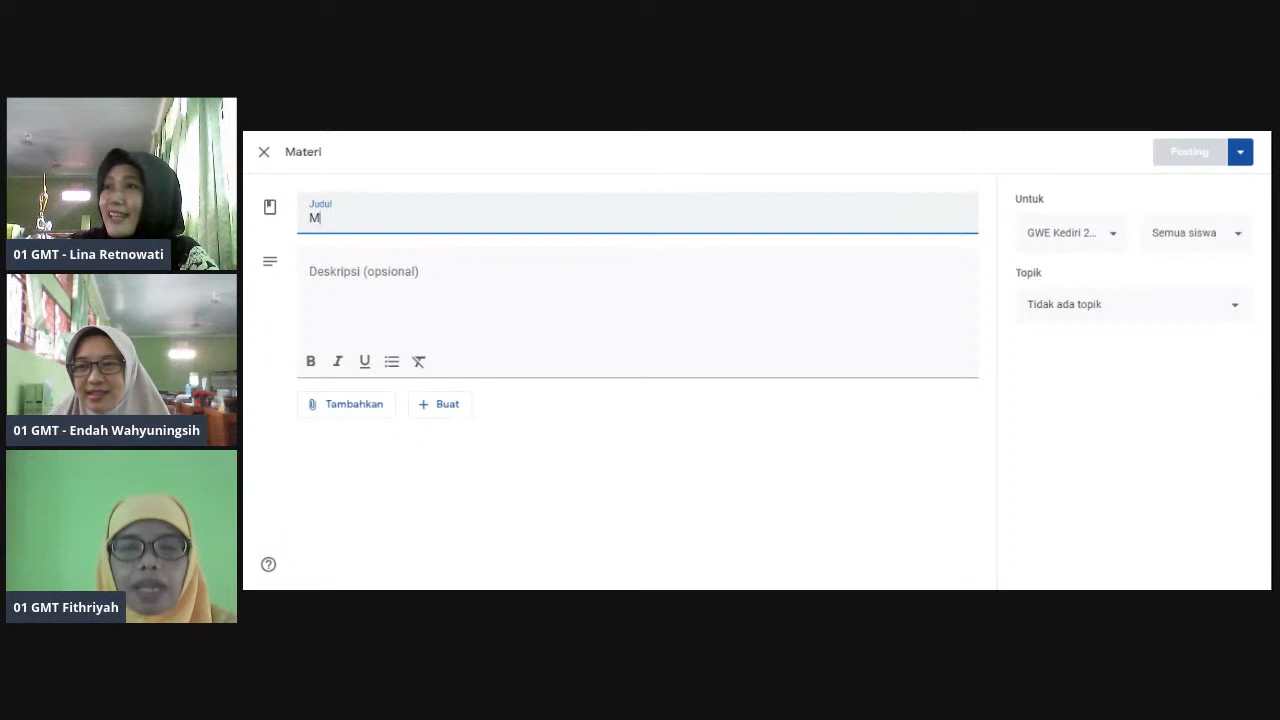 01 GMT - Lina Retnowati
01 GMT - Endah Wahyuningsih
01 GMT Fithriyah
Materi
Posting
Judul
M
Deskripsi (opsional)
B I U
Tambahkan
+ Buat
Untuk
GWE Kediri 2...
Semua siswa
Topik
Tidak ada topik